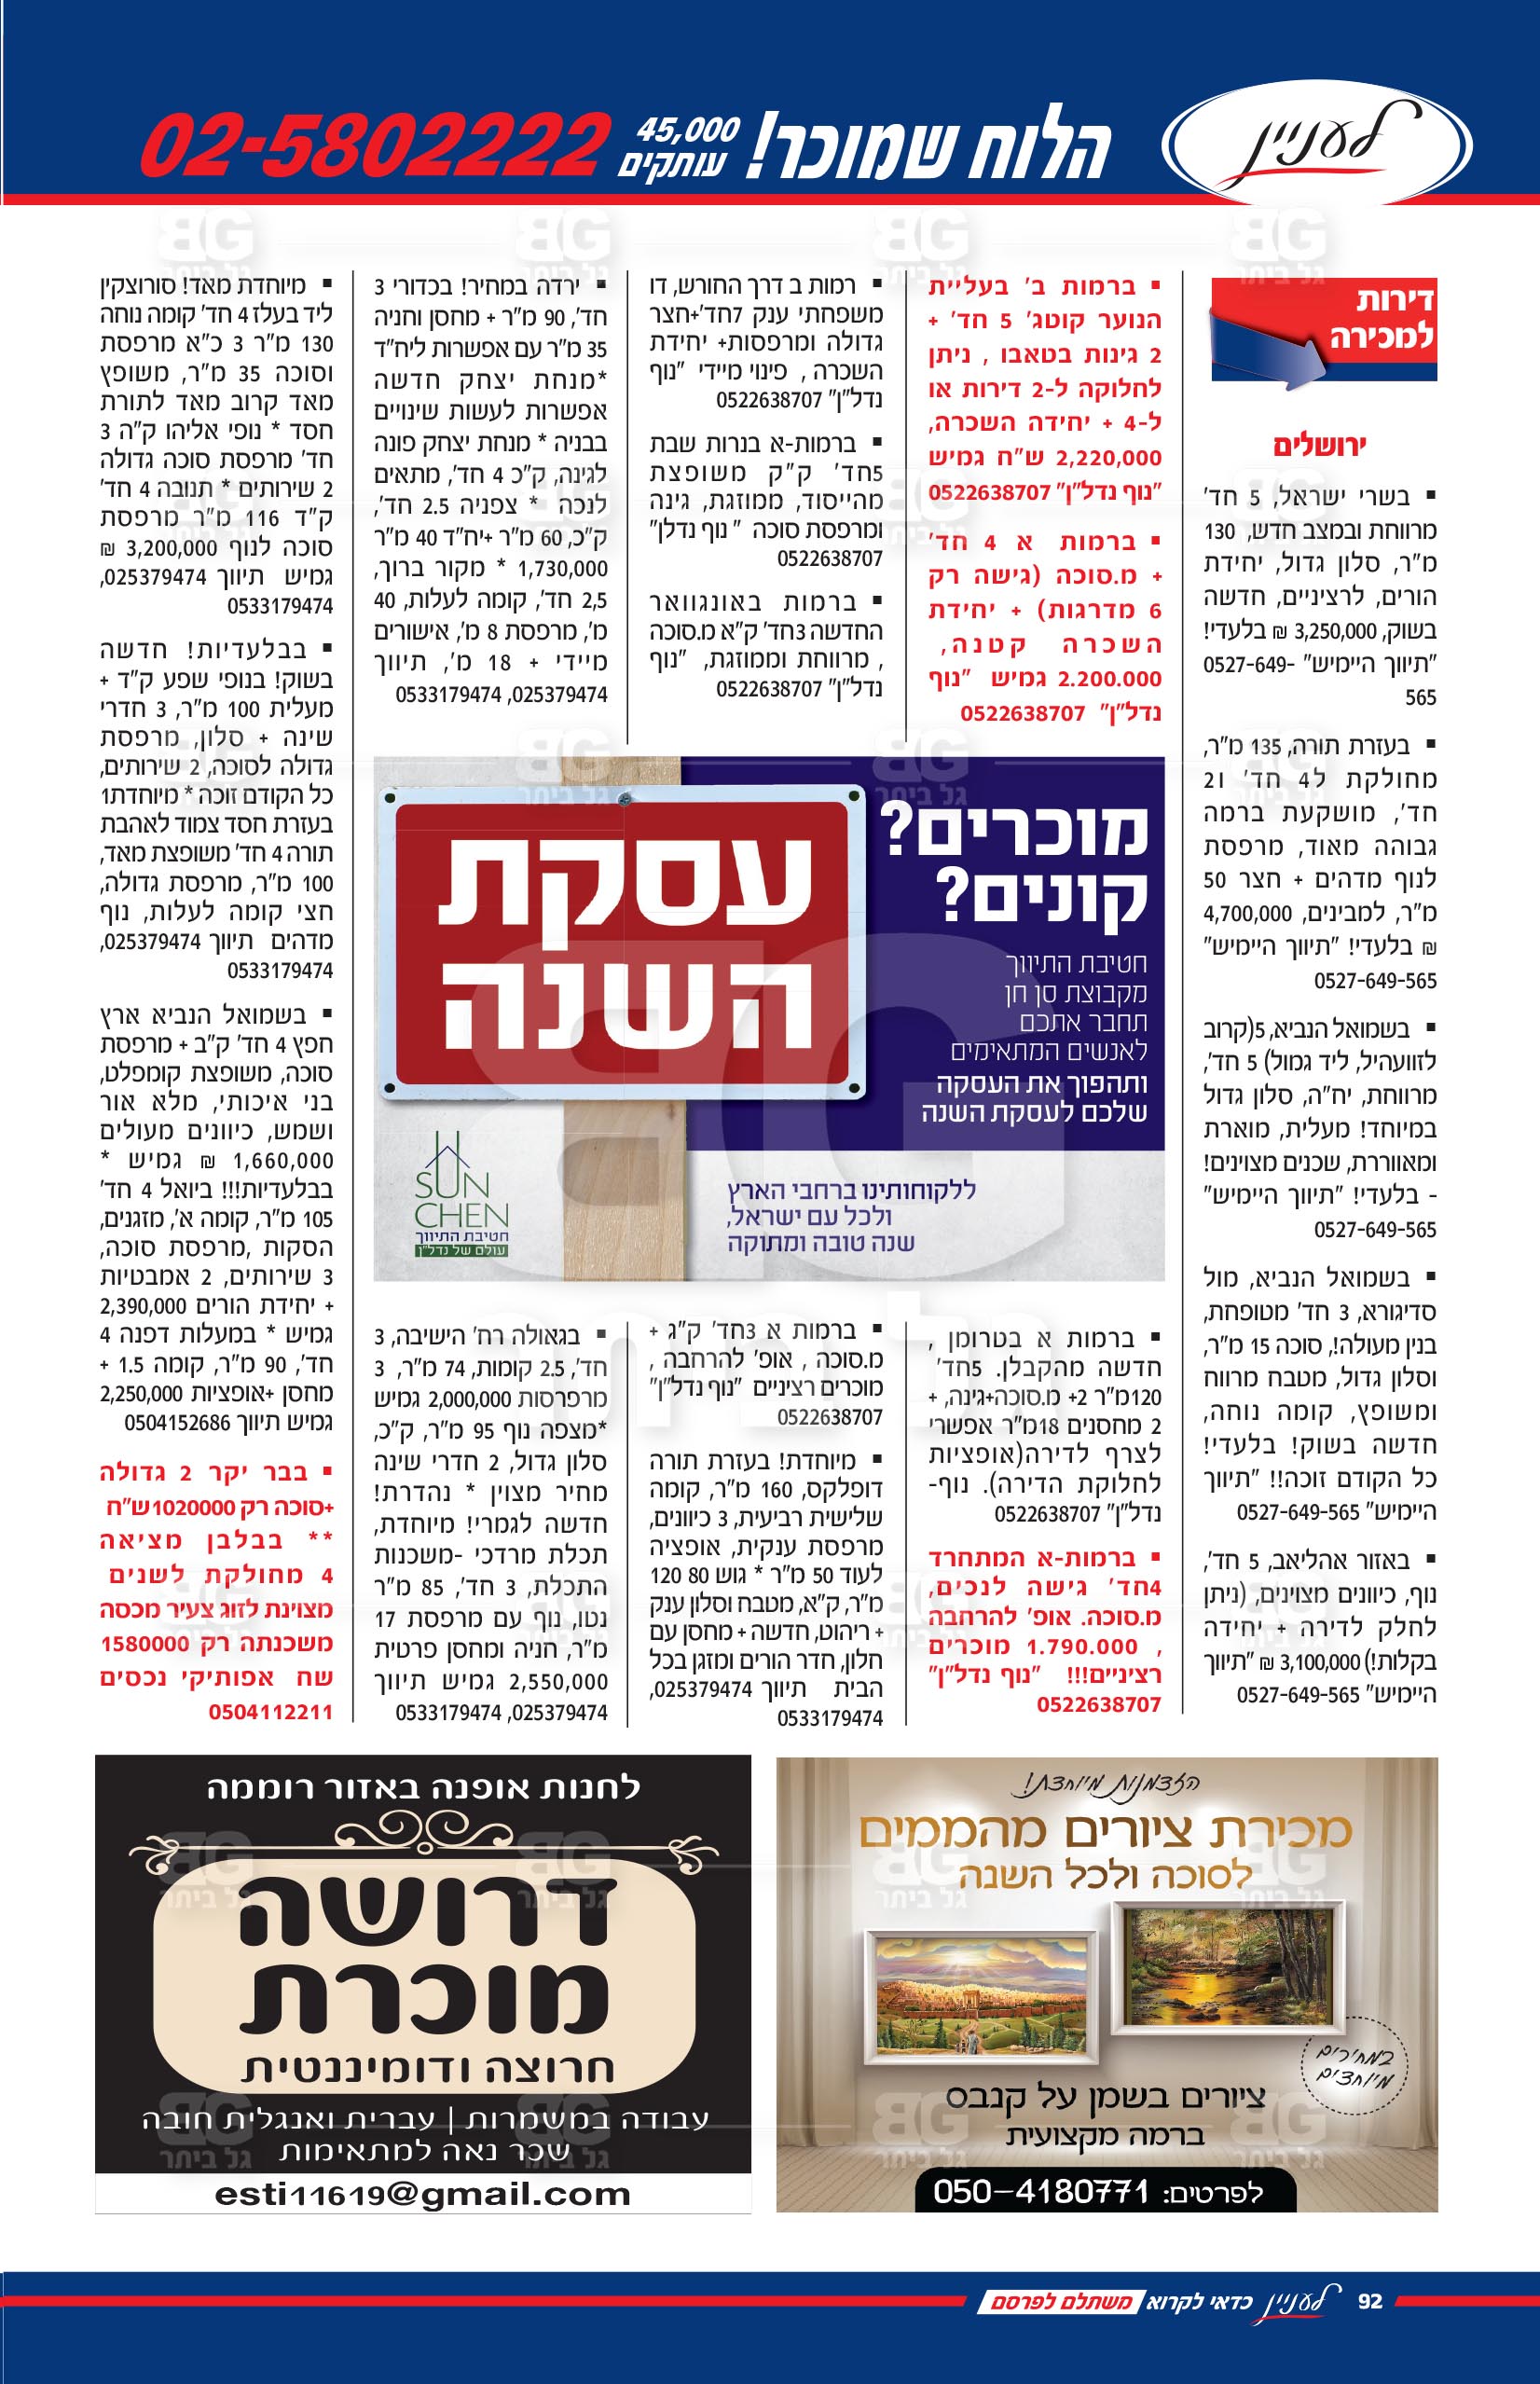 לעניין
הלוח שמוכר!
45,000
עותקים
02-5802222
דירות
למכירה
ירושלים
▪ בשרי ישראל, 5 חד'
מרווחת ובמצב חדש, 130
מ"ר, סלון גדול, יחידת
הורים, לרציניים, חדשה
בשוק, 3,250,000 ₪ בלעדי!
"תיווך היימיש" 0527-649-
565
▪ בעזרת תורה, 135 מ"ר,
מחולקת ל4 חד' ו2
חד', מושקעת ברמה
גבוהה מאוד, מרפסת
לנוף מדהים + חצר 50
מ"ר, למבינים, 4,700,000
₪ בלעדי! "תיווך היימיש"
0527-649-565
▪ בשמואל הנביא, 5(קרוב
לזוועהיל, ליד גמול) 5 חד',
מרווחת, יח"ה, סלון גדול
במיוחד! מעלית, מוארת
ומאווררת, שכנים מצוינים!
- בלעדי! "תיווך היימיש"
0527-649-565
▪ בשמואל הנביא, מול
סדיגורא, 3 חד' מטופחת,
בנין מעולה!, סוכה 15 מ"ר,
וסלון גדול, מטבח מרווח
ומשופץ, קומה נוחה,
חדשה בשוק! בלעדי!
כל הקודם זוכה!! "תיווך
היימיש" 0527-649-565
▪ באזור אהליאב, 5 חד',
נוף, כיוונים מצוינים, (ניתן
לחלק לדירה + יחידה
בקלות!) 3,100,000 ₪ "תיווך
היימיש" 0527-649-565
▪ ברמות ב' בעליית
הנוער קוטג' 5 חד' +
2 גינות בטאבו , ניתן
לחלוקה ל-2 דירות או
ל-4 + יחידה השכרה,
2,220,000 ש"ח גמיש
"נוף נדל"ן" 0522638707
▪ ברמות א 4 חד'
+ מ.סוכה (גישה רק
6 מדרגות) + יחידת
השכרה קטנה,
2.200.000 גמיש "נוף
נדל"ן" 0522638707
▪ רמות ב דרך החורש, דו
משפחתי ענק 7חד'+חצר
גדולה ומרפסות+ יחידת
השכרה , פינוי מיידי "נוף
נדל"ן" 0522638707
▪ ברמות-א בנרות שבת
5חד' ק"ק משופצת
מהייסוד, ממוזגת, גינה
ומרפסת סוכה " נוף נדלן"
0522638707
▪ ברמות באונגוואר
החדשה 3חד' ק"א מ.סוכה
, מרווחת וממוזגת, "נוף
נדל"ן" 0522638707
▪ ירדה במחיר! בכדורי 3
חד', 90 מ"ר + מחסן וחניה
35 מ"ר עם אפשרות ליח"ד
*מנחת יצחק חדשה
אפשרות לעשות שינויים
בבניה * מנחת יצחק פונה
לגינה, ק"כ 4 חד', מתאים
לנכה * צפניה 2.5 חד',
ק"כ, 60 מ"ר +יח"ד 40 מ"ר
1,730,000 * מקור ברוך,
2,5 חד', קומה לעלות, 40
מ', מרפסת 8 מ', אישורים
מיידי + 18 מ', תיווך
025379474, 0533179474
מוכרים?
קונים?
חטיבת התיווך
מקבוצת סן חן
תחבר אתכם
לאנשים המתאימים
ותהפוך את העסקה
שלכם לעסקת השנה
עסקת
השנה
ללקוחותינו ברחבי הארץ
ולכל עם ישראל,
שנה טובה ומתוקה
SUN
CHEN
חטיבת התיווך
עולם של נדל"ן
▪ ברמות א בטרומן ,
חדשה מהקבלן. 5חד'
120מ"ר 2+ מ.סוכה+גינה, +
2 מחסנים 18מ"ר אפשרי
לצרף לדירה(אופציות
לחלוקת הדירה). נוף-
נדל"ן" 0522638707
▪ ברמות-א המתחרד
4חד' גישה לנכים,
מ.סוכה. אופ' להרחבה
, 1.790.000 מוכרים
רציניים!!! "נוף נדל"ן"
0522638707
▪ ברמות א 3חד' ק"ג +
מ.סוכה , אופ' להרחבה ,
מוכרים רציניים "נוף נדל"ן"
0522638707
▪ מיוחדת! בעזרת תורה
דופלקס, 160 מ"ר, קומה
שלישית רביעית, 3 כיוונים,
מרפסת ענקית, אופציה
לעוד 50 מ"ר * גוש 80 120
מ"ר, ק"א, מטבח וסלון ענק
+ ריהוט, חדשה + מחסן עם
חלון, חדר הורים ומזגן בכל
הבית תיווך 025379474,
0533179474
▪ בגאולה רח' הישיבה, 3
חד', 2.5 קומות, 74 מ"ר, 3
מרפרסות 2,000,000 גמיש
*מצפה נוף 95 מ"ר, ק"כ,
סלון גדול, 2 חדרי שינה
מחיר מצוין * נהדרת!
חדשה לגמרי! מיוחדת,
תכלת מרדכי -משכנות
התכלת, 3 חד', 85 מ"ר
נטו, נוף עם מרפסת 17
מ"ר, חניה ומחסן פרטית
2,550,000 גמיש תיווך
025379474, 0533179474
▪ מיוחדת מאד! סורוצקין
ליד בעלז 4 חד' קומה נוחה
130 מ"ר 3 כ"א מרפסת
וסוכה 35 מ"ר, משופץ
מאד קרוב מאד לתורת
חסד * נופי אליהו ק"ה 3
חד' מרפסת סוכה גדולה
2 שירותים * תנובה 4 חד'
ק"ד 116 מ"ר מרפסת
סוכה לנוף 3,200,000 ₪
גמיש תיווך 025379474,
0533179474
▪ בבלעדיות! חדשה
בשוק! בנופי שפע ק"ד +
מעלית 100 מ"ר, 3 חדרי
שינה + סלון, מרפסת
גדולה לסוכה, 2 שירותים,
כל הקודם זוכה * מיוחדת1
בעזרת חסד צמוד לאהבת
תורה 4 חד' משופצת מאד,
100 מ"ר, מרפסת גדולה,
חצי קומה לעלות, נוף
מדהים תיווך 025379474,
0533179474
▪ בשמואל הנביא ארץ
חפץ 4 חד' ק"ב + מרפסת
סוכה, משופצת קומפלט,
בני איכותי, מלא אור
ושמש, כיוונים מעולים
1,660,000 ₪ גמיש *
בבלעדיות!!! ביואל 4 חד'
105 מ"ר, קומה א', מזגנים,
הסקות ,מרפסת סוכה,
3 שירותים, 2 אמבטיות
+ יחידת הורים 2,390,000
גמיש * במעלות דפנה 4
חד', 90 מ"ר, קומה 1.5 +
מחסן +אופציות 2,250,000
גמיש תיווך 0504152686
▪ בבר יקר 2 גדולה
+סוכה רק 1020000ש"ח
** בבלבן מציאה
4 מחולקת לשנים
מצוינת לזוג צעיר מכסה
משכנתה רק 1580000
שח אפותיקי נכסים
0504112211
הזדמנות מיוחדת!
מכירת ציורים מהממים
לסוכה ולכל השנה
במחירים
מיוחדים
ציורים בשמן על קנבס
ברמה מקצועית
לפרטים: 050-4180771
לחנות אופנה באזור רוממה
דרושה
מוכרת
חרוצה ודומיננטית
עבודה במשמרות | עברית ואנגלית חובה
שכר נאה למתאימות
esti11619@gmail.com
92 לעניין כדאי לקרוא משתלם לפרסם
BG
גל ביתר